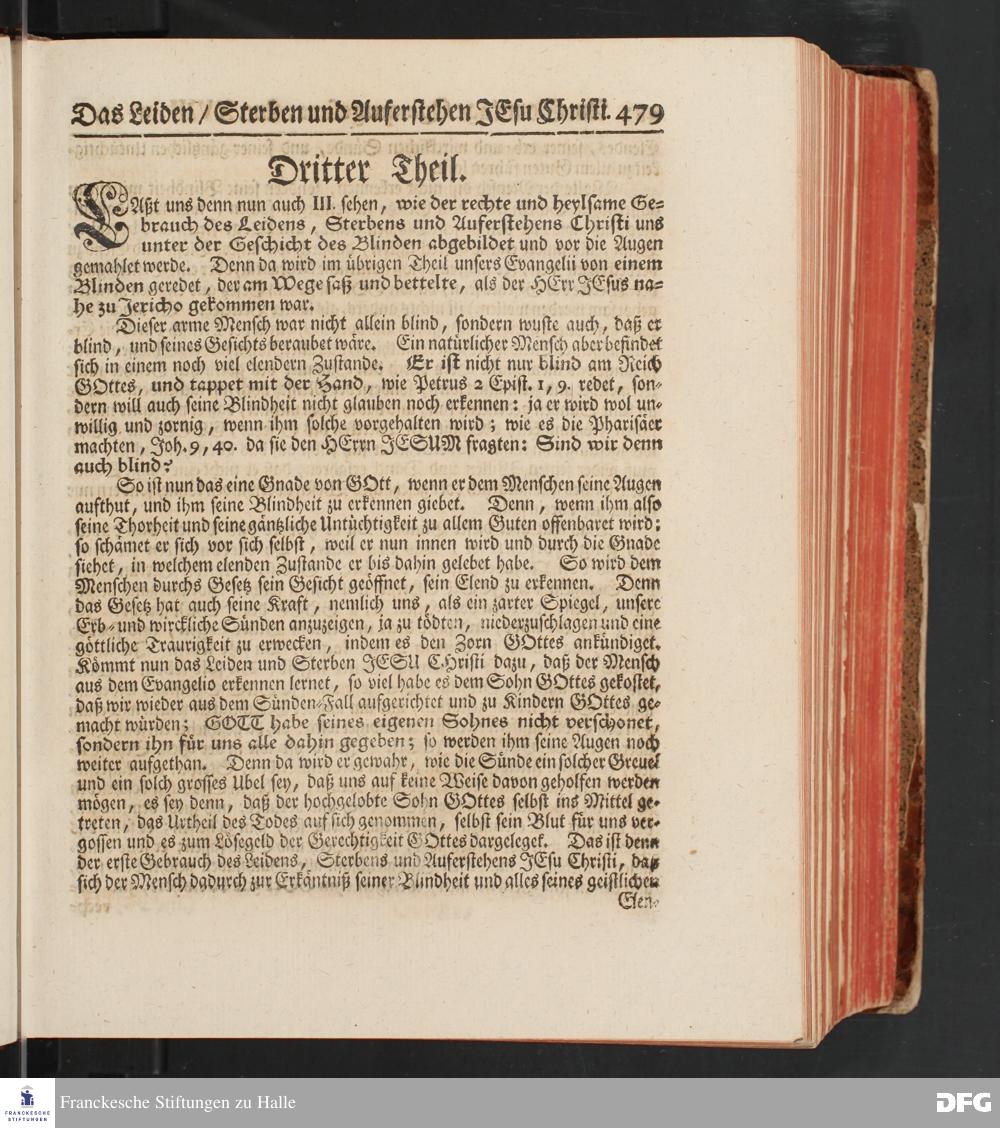 Das Leiden / Sterben und Auferstehen JEsu Christi. 479
Dritter Theil.
LAßt uns denn nun auch III. sehen, wie der rechte und heylsame Ge-
brauch des Leidens, Sterbens und Auferstehens Christi uns
unter der Geschicht des Blinden abgebildet und vor die Augen
gemahlet werde. Denn da wird im übrigen Theil unsers Evangelii von einem
Blinden geredet, der am Wege saß und bettelte, als der HErr JEsus na-
he zu Jericho gekommen war.
Dieser arme Mensch war nicht allein blind, sondern wuste auch, daß er
blind, und seines Gesichts beraubet wäre. Ein natürlicher Mensch aber befindet
sich in einem noch viel elendern Zustande. Er ist nicht nur blind am Reich
GOttes, und tappet mit der Hand, wie Petrus 2 Epist. 1, 9. redet, son-
dern will auch seine Blindheit nicht glauben noch erkennen: ja er wird wol un-
willig und zornig, wenn ihm solche vorgehalten wird; wie es die Pharisäer
machten, Joh. 9, 40. da sie den HErrn JESUM fragten: Sind wir denn
auch blind?
So ist nun das eine Gnade von GOtt, wenn er dem Menschen seine Augen
aufthut, und ihm seine Blindheit zu erkennen giebet. Denn, wenn ihm also
seine Thorheit und seine gäntzliche Untüchtigkeit zu allem Guten offenbaret wird;
so schämet er sich vor sich selbst, weil er nun innen wird und durch die Gnade
siehet, in welchem elenden Zustande er bis dahin gelebet habe. So wird dem
Menschen durchs Gesetz sein Gesicht geöffnet, sein Elend zu erkennen. Denn
das Gesetz hat auch seine Kraft, nemlich uns, als ein zarter Spiegel, unsere
Erb- und wirckliche Sünden anzuzeigen, ja zu tödten, niederzuschlagen und eine
göttliche Traurigkeit zu erwecken, indem es den Zorn GOttes ankündiget.
Kömmt nun das Leiden und Sterben JESU CHristi dazu, daß der Mensch
aus dem Evangelio erkennen lernet, so viel habe es dem Sohn GOttes gekostet,
daß wir wieder aus dem Sünden-Fall aufgerichtet und zu Kindern GOttes ge-
macht würden; GOTT habe seines eigenen Sohnes nicht verschonet,
sondern ihn für uns alle dahin gegeben; so werden ihm seine Augen noch
weiter aufgethan. Denn da wird er gewahr, wie die Sünde ein solcher Greuel
und ein solch grosses Ubel sey, daß uns auf keine Weise davon geholfen werden
mögen, es sey denn, daß der hochgelobte Sohn GOttes selbst ins Mittel ge-
treten, das Urtheil des Todes auf sich genommen, selbst sein Blut für uns ver-
gossen und es zum Lösegeld der Gerechtigkeit GOttes dargeleget. Das ist denn
der erste Gebrauch des Leidens, Sterbens und Auferstehens JEsu Christi, daß
sich der Mensch dadurch zur Erkäntniß seiner Blindheit und alles seines geistlichen
Elen-
Franckesche Stiftungen zu Halle
FRANCKESCHE
STIFTUNGEN
DFG